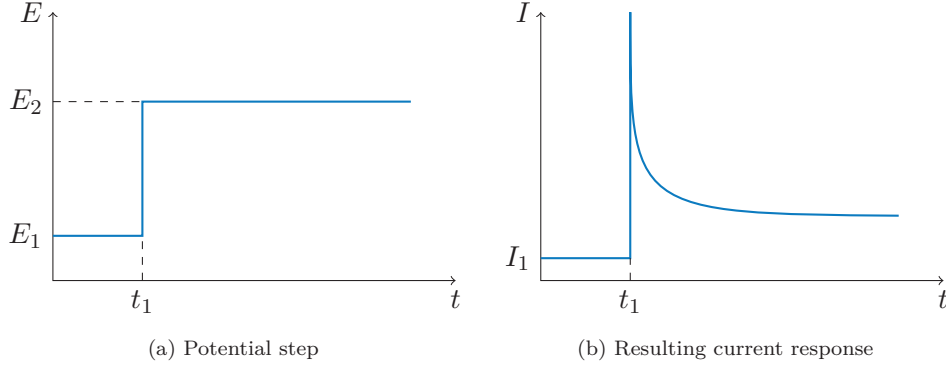 E
E₂
E₁
t₁
t
(a) Potential step
I
I₁
t₁
t
(b) Resulting current response